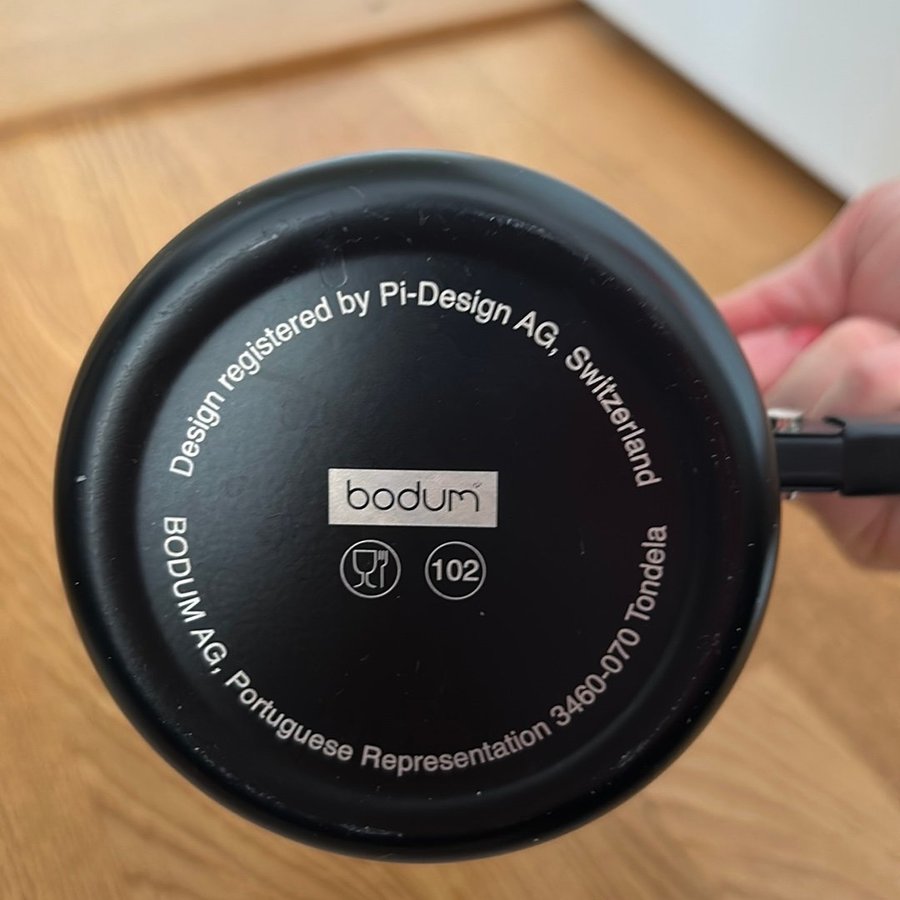 Design registered by Pi-Design AG, Switzerland
bodum
102
BODUM AG, Portuguese Representation 3460-070 Tondela